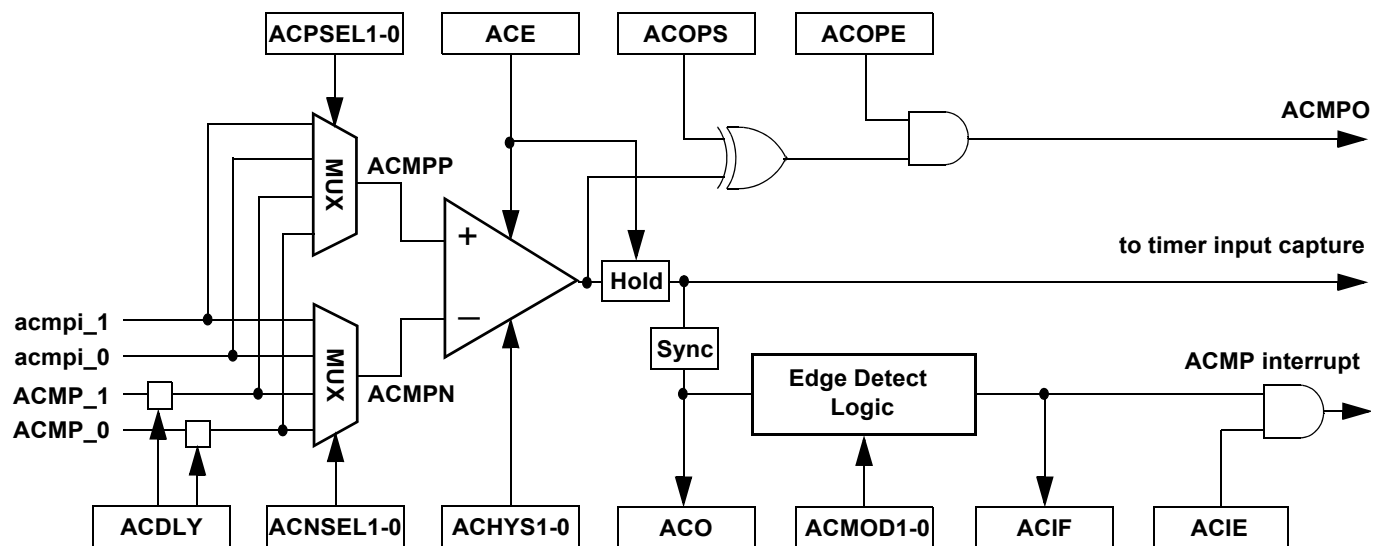 ACPSEL1-0
ACE
ACOPS
ACOPE
ACMPO
MUX
ACMPP
+
to timer input capture
Hold
acmpi_1
−
acmpi_0
MUX
Sync
ACMP_1
ACMPN
Edge Detect
Logic
ACMP interrupt
ACMP_0
ACDLY
ACNSEL1-0
ACHYS1-0
ACO
ACMOD1-0
ACIF
ACIE